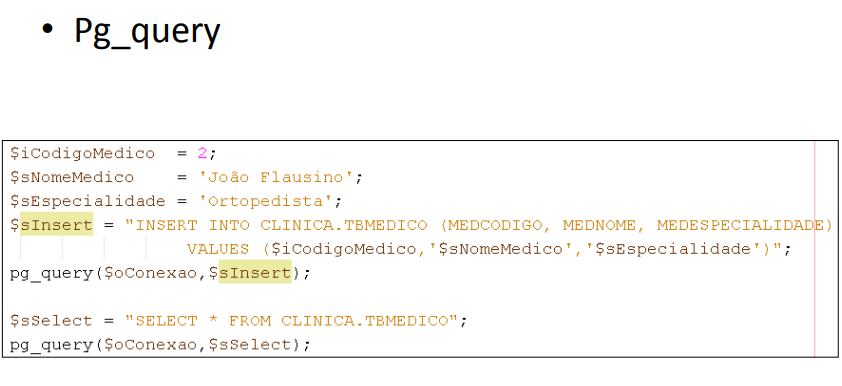 • Pg_query
$iCodigoMedico = 2;
$sNomeMedico = 'João Flausino';
$sEspecialidade = 'Ortopedista';
$sInsert = "INSERT INTO CLINICA.TBMEDICO (MEDCODIGO, MEDNOME, MEDESPECIALIDADE)
VALUES ($iCodigoMedico,'$sNomeMedico','$sEspecialidade')";
pg_query($oConexao,$sInsert);
$sSelect = "SELECT * FROM CLINICA.TBMEDICO";
pg_query($oConexao,$sSelect);